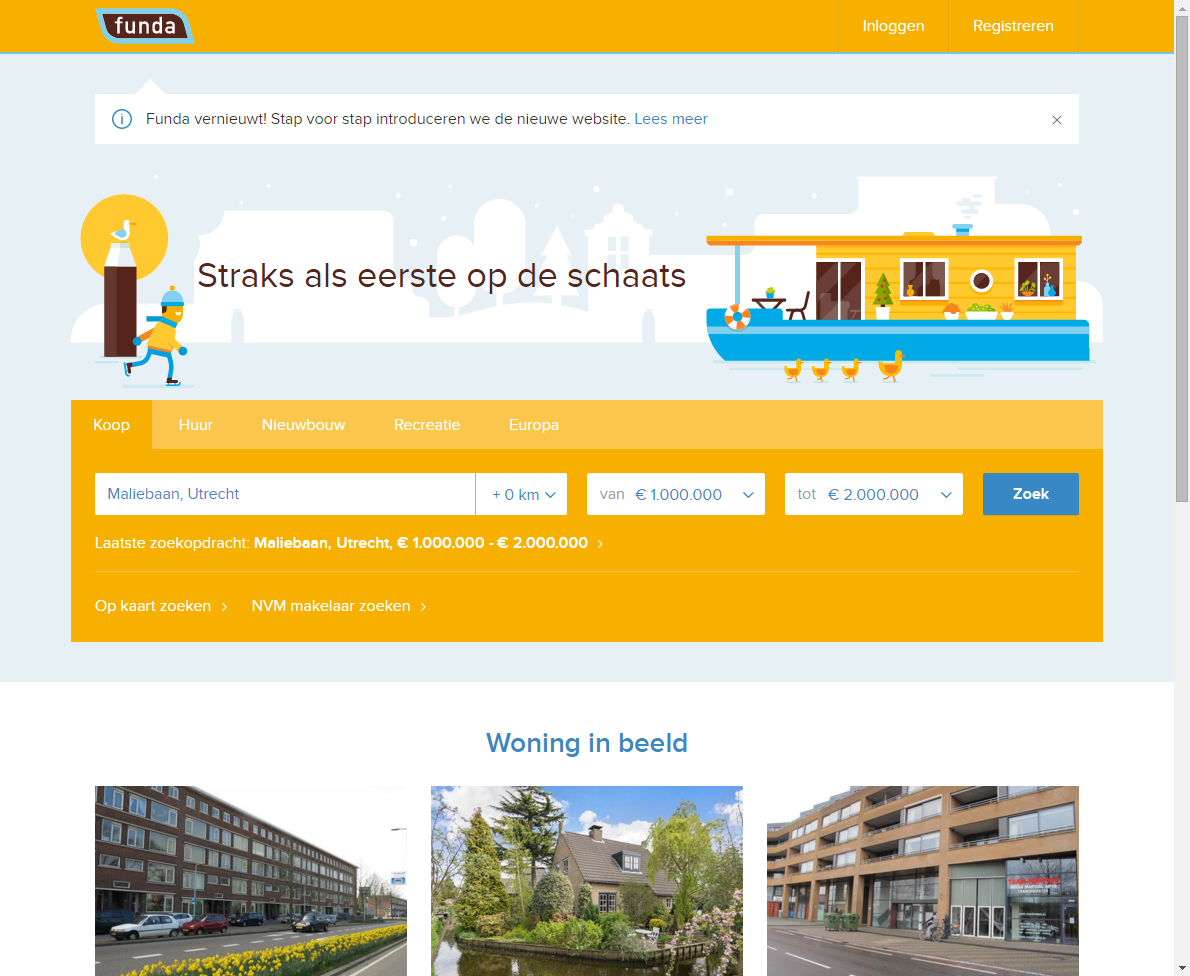 funda
Inloggen
Registreren
Funda vernieuwt! Stap voor stap introduceren we de nieuwe website. Lees meer
Straks als eerste op de schaats
Koop Huur Nieuwbouw Recreatie Europa
Maliebaan, Utrecht + 0 km van € 1.000.000 tot € 2.000.000 Zoek
Laatste zoekopdracht: Maliebaan, Utrecht, € 1.000.000 - € 2.000.000
Op kaart zoeken NVM makelaar zoeken
Woning in beeld